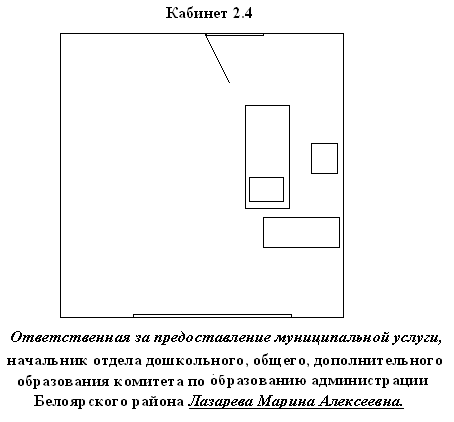 Кабинет 2.4
Ответственная за предоставление муниципальной услуги,
начальник отдела дошкольного, общего, дополнительного
образования комитета по образованию администрации
Белоярского района Лазарева Марина Алексеевна.